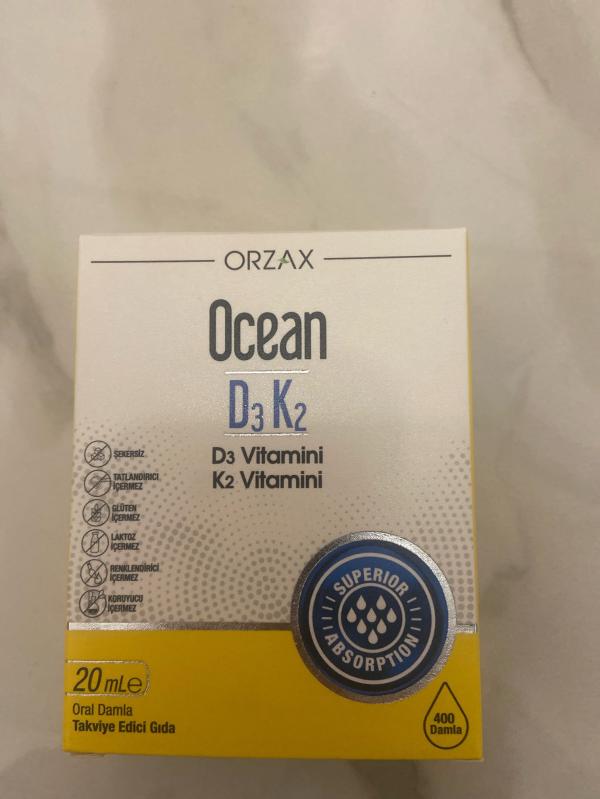 ORZAX
Ocean
D3 K2
D3 Vitamini
K2 Vitamini
ŞEKERSİZ
TATLANDIRICI
İÇERMEZ
GLÜTEN
İÇERMEZ
LAKTOZ
İÇERMEZ
RENKLENDİRİCİ
İÇERMEZ
KORUYUCU
İÇERMEZ
SUPERIOR
ABSORPTION
20 mLe
Oral Damla
Takviye Edici Gıda
400
Damla